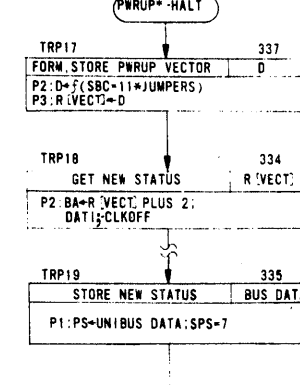 PWRUP*-HALT
TRP17 337
FORM,STORE PWRUP VECTOR D
P2:D←f(SBC=11*JUMPERS)
P3:R[VECT]←D
TRP18 334
GET NEW STATUS R[VECT]
P2:BA←R[VECT] PLUS 2;
DATI;-CLKOFF
TRP19 335
STORE NEW STATUS BUS DAT
P1:PS←UNIBUS DATA;SPS=7